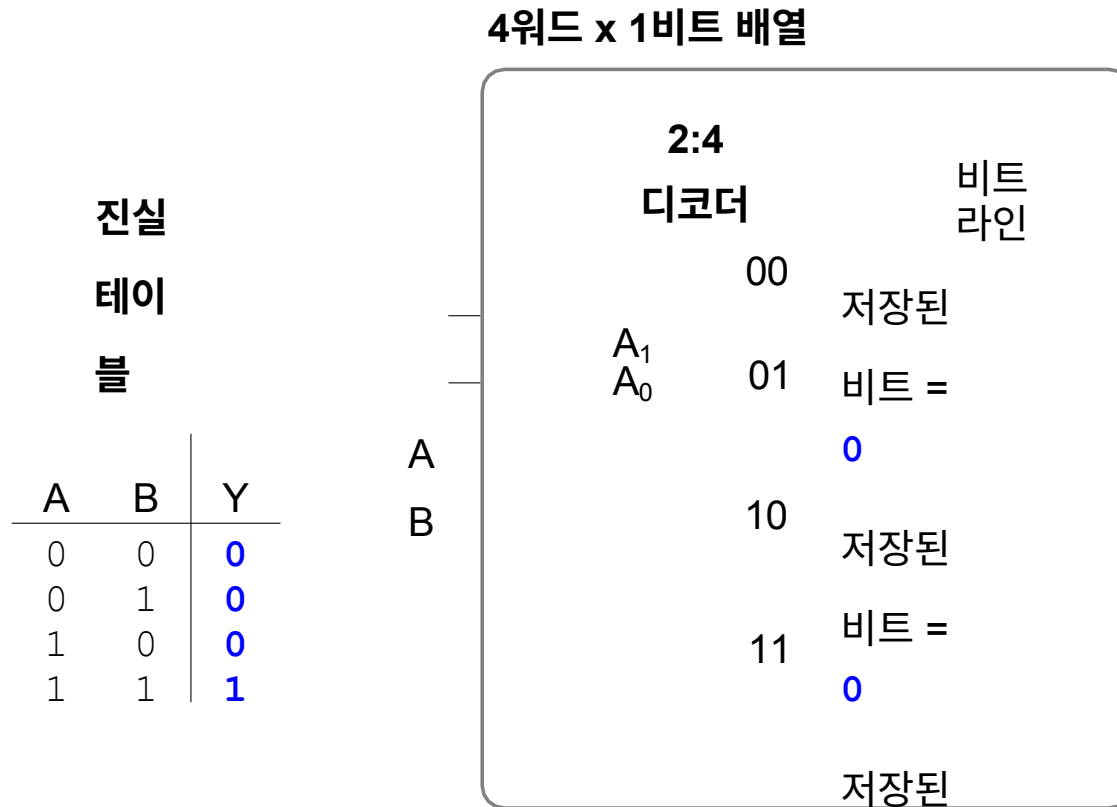 4워드 x 1비트 배열
2:4
디코더
비트
라인
진실
테이
블
00
저장된
A₁
A₀
01
비트 =
0
A
B
10
저장된
비트 =
11
0
저장된
A B Y
0 0 0
0 1 0
1 0 0
1 1 1